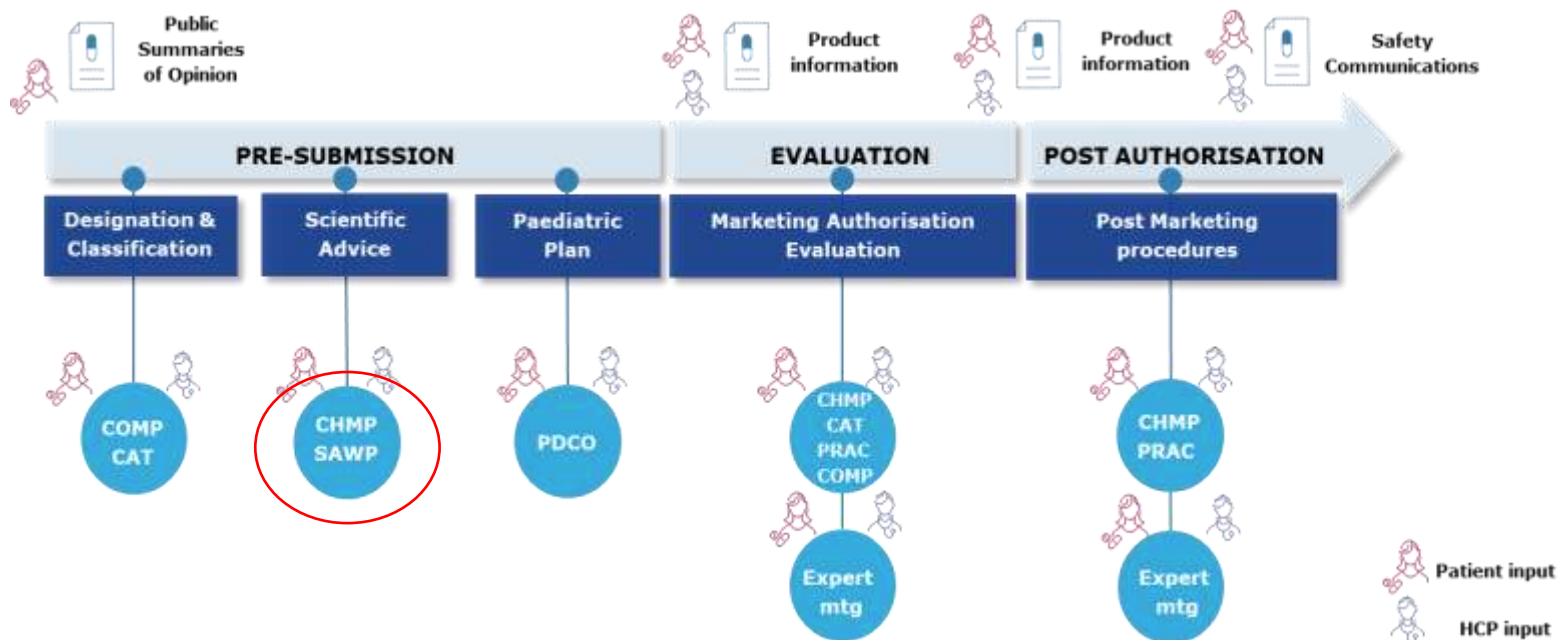 Public
Summaries
of Opinion
Product
information
Product
information
Safety
Communications
PRE-SUBMISSION
EVALUATION
POST AUTHORISATION
Designation &
Classification
Scientific
Advice
Paediatric
Plan
Marketing Authorisation
Evaluation
Post Marketing
procedures
COMP
CAT
CHMP
SAWP
PDCO
CHMP
CAT
PRAC
COMP
CHMP
PRAC
Expert
mtg
Expert
mtg
Patient input
HCP input